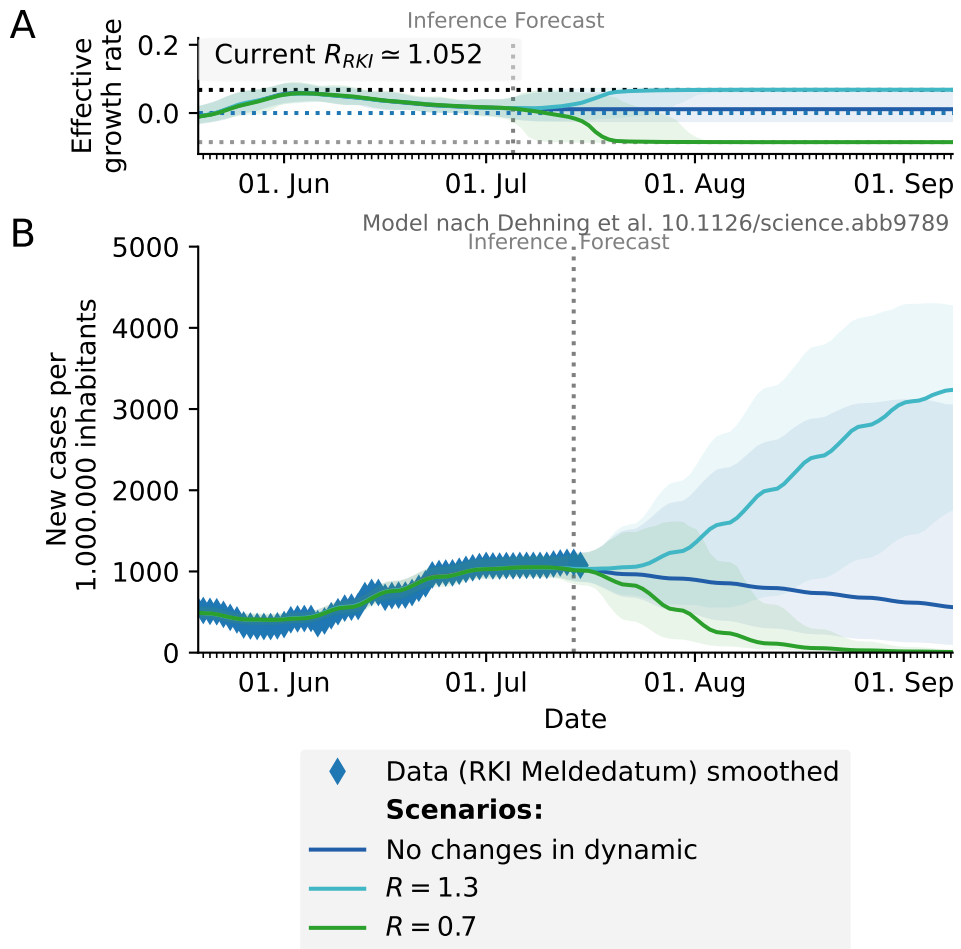 A
Inference Forecast
Effective
growth rate
0.2
0.0
Current R_RKI ≃ 1.052
01. Jun
01. Jul
01. Aug
01. Sep
B
Model nach Dehning et al. 10.1126/science.abb9789
Inference Forecast
New cases per
1.000.000 inhabitants
5000
4000
3000
2000
1000
0
01. Jun
01. Jul
01. Aug
01. Sep
Date
Data (RKI Meldedatum) smoothed
Scenarios:
No changes in dynamic
R = 1.3
R = 0.7